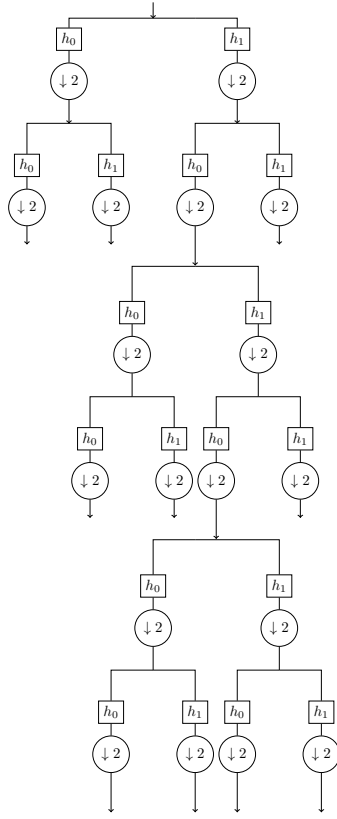 h₀ h₁
↓ 2 ↓ 2
h₀ h₁ h₀ h₁
↓ 2 ↓ 2 ↓ 2 ↓ 2
h₀ h₁
↓ 2 ↓ 2
h₀ h₁ h₀ h₁
↓ 2 ↓ 2 ↓ 2 ↓ 2
h₀ h₁
↓ 2 ↓ 2
h₀ h₁ h₀ h₁
↓ 2 ↓ 2 ↓ 2 ↓ 2